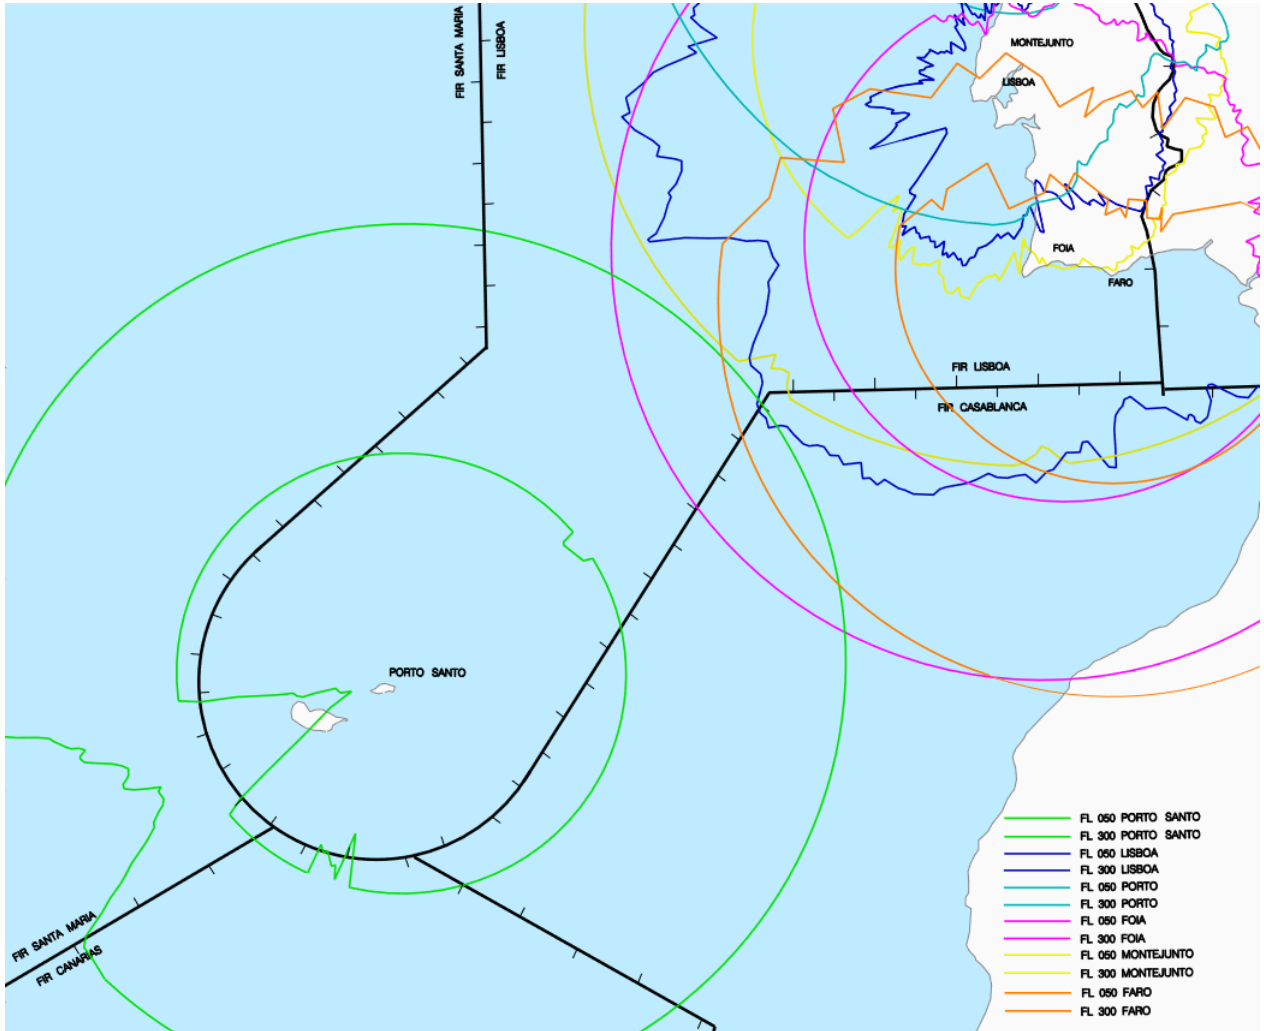 FIR SANTA MARIA
FIR LISBOA
MONTEJUNTO
LISBOA
FOIA
FARO
FIR LISBOA
FIR CASABLANCA
PORTO SANTO
FIR SANTA MARIA
FIR CANARIAS
FL 050 PORTO SANTO
FL 300 PORTO SANTO
FL 050 LISBOA
FL 300 LISBOA
FL 050 PORTO
FL 300 PORTO
FL 050 FOIA
FL 300 FOIA
FL 050 MONTEJUNTO
FL 300 MONTEJUNTO
FL 050 FARO
FL 300 FARO